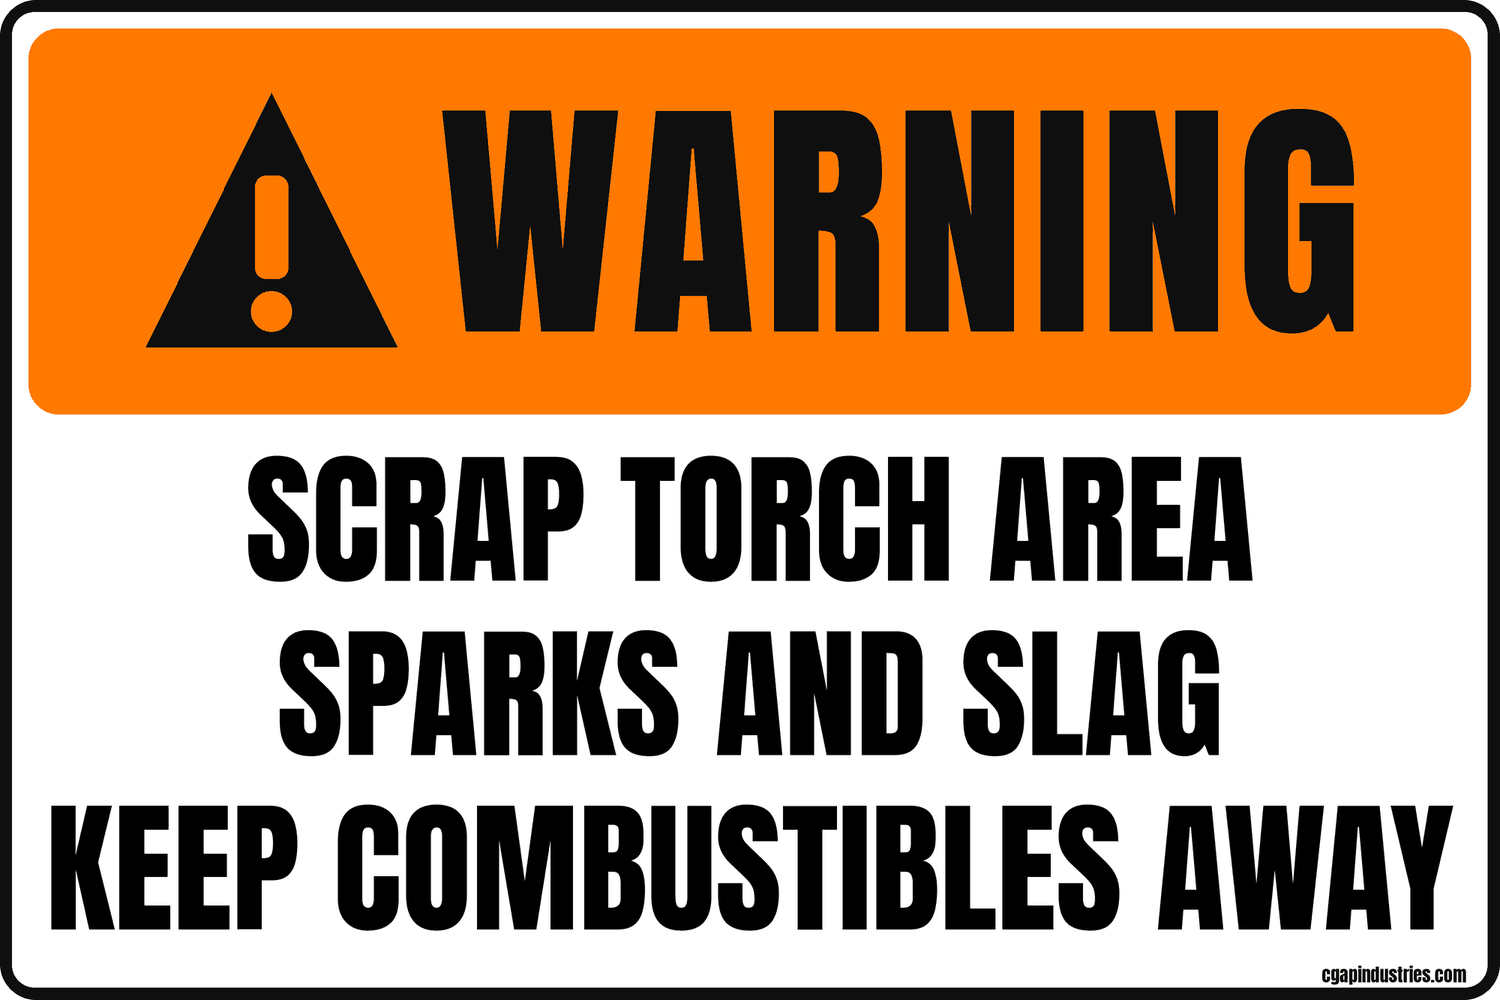 WARNING
SCRAP TORCH AREA
SPARKS AND SLAG
KEEP COMBUSTIBLES AWAY
cgapindustries.com